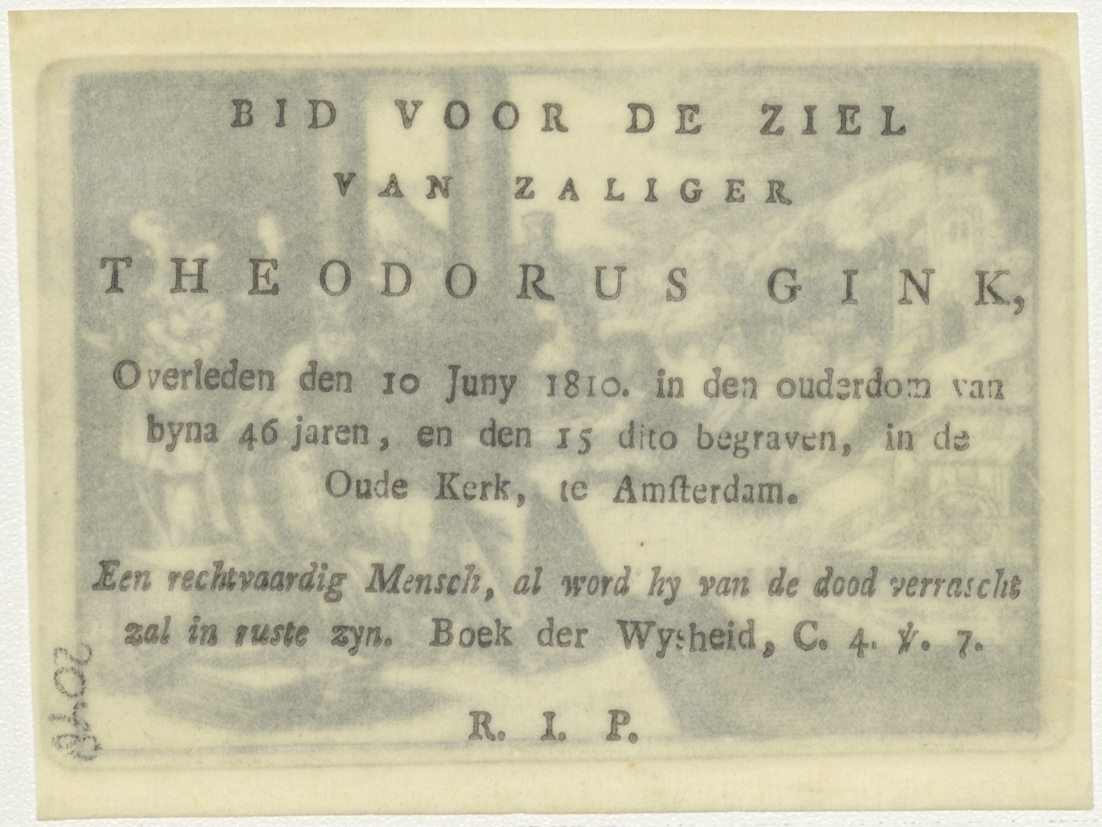 BID VOOR DE ZIEL
VAN ZALIGER
THEODORUS GINK,
Overleden den 10 Juny 1810. in den ouderdom van
byna 46 jaren, en den 15 dito begraven, in de
Oude Kerk, te Amſterdam.
Een rechtvaardig Mensch, al word hy van de dood verrascht
zal in ruste zyn. Boek der Wysheid, C. 4. ℣. 7.
R. I. P.